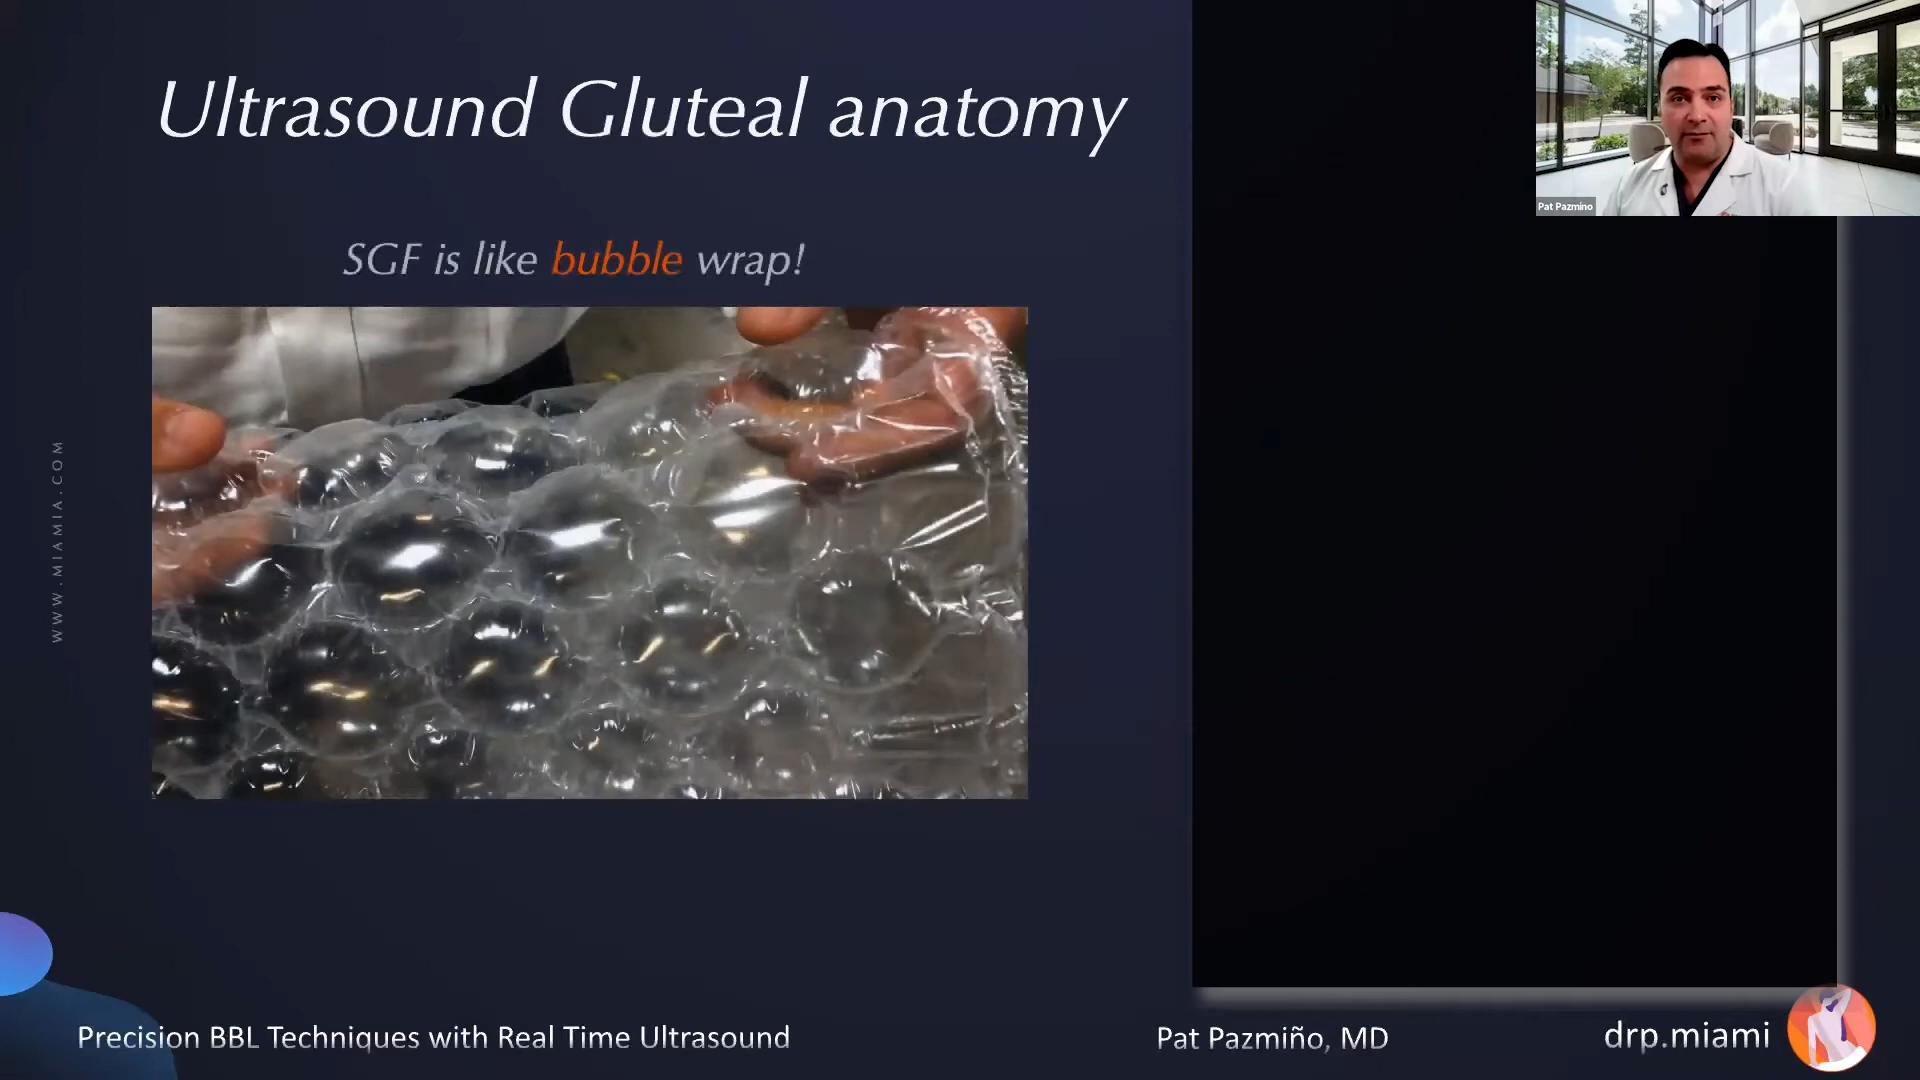 Ultrasound Gluteal anatomy
SGF is like bubble wrap!
WWW.MIAMIA.COM
Pat Pazmino
Precision BBL Techniques with Real Time Ultrasound
Pat Pazmiño, MD
drp.miami